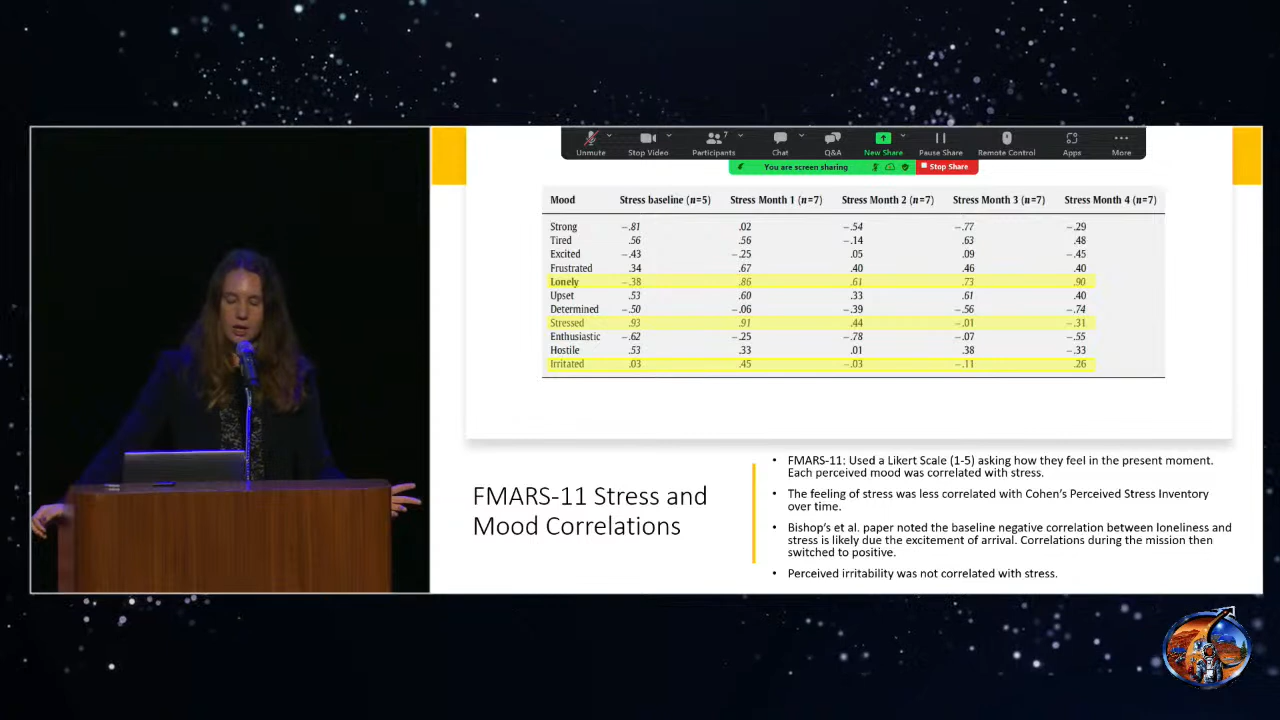 7
Unmute Stop Video Participants Chat Q&A New Share Pause Share Remote Control Apps More
You are screen sharing Stop Share
Mood Stress baseline (n=5) Stress Month 1 (n=7) Stress Month 2 (n=7) Stress Month 3 (n=7) Stress Month 4 (n=7)
Strong −.81 .02 −.54 −.77 −.29
Tired .56 .56 −.14 .63 .48
Excited −.43 −.25 .05 .09 −.45
Frustrated .34 .67 .40 .46 .40
Lonely −.38 .86 .61 .73 .90
Upset .53 .60 .33 .61 .40
Determined −.50 −.06 −.39 −.56 −.74
Stressed .93 .91 .44 −.01 −.31
Enthusiastic −.62 −.25 −.78 −.07 −.55
Hostile .53 .33 .01 .38 −.33
Irritated .03 .45 −.03 −.11 .26
FMARS-11 Stress and
Mood Correlations
• FMARS-11: Used a Likert Scale (1-5) asking how they feel in the present moment.
Each perceived mood was correlated with stress.
• The feeling of stress was less correlated with Cohen's Perceived Stress Inventory
over time.
• Bishop's et al. paper noted the baseline negative correlation between loneliness and
stress is likely due the excitement of arrival. Correlations during the mission then
switched to positive.
• Perceived irritability was not correlated with stress.